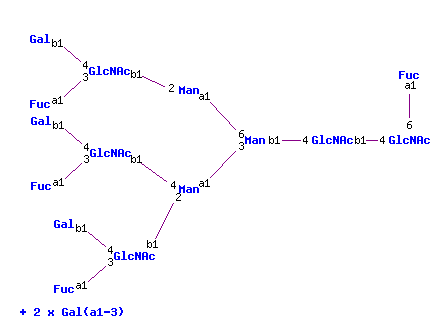 Gal b1
4 GlcNAc b1
3
Fuc a1
2 Man a1
Fuc
a1
Gal b1
6
3 Man b1 4 GlcNAc b1 4 GlcNAc
6
4 GlcNAc b1
3
Fuc a1
4 Man a1
2
Gal b1
b1
4 GlcNAc
3
Fuc a1
+ 2 x Gal(a1-3)